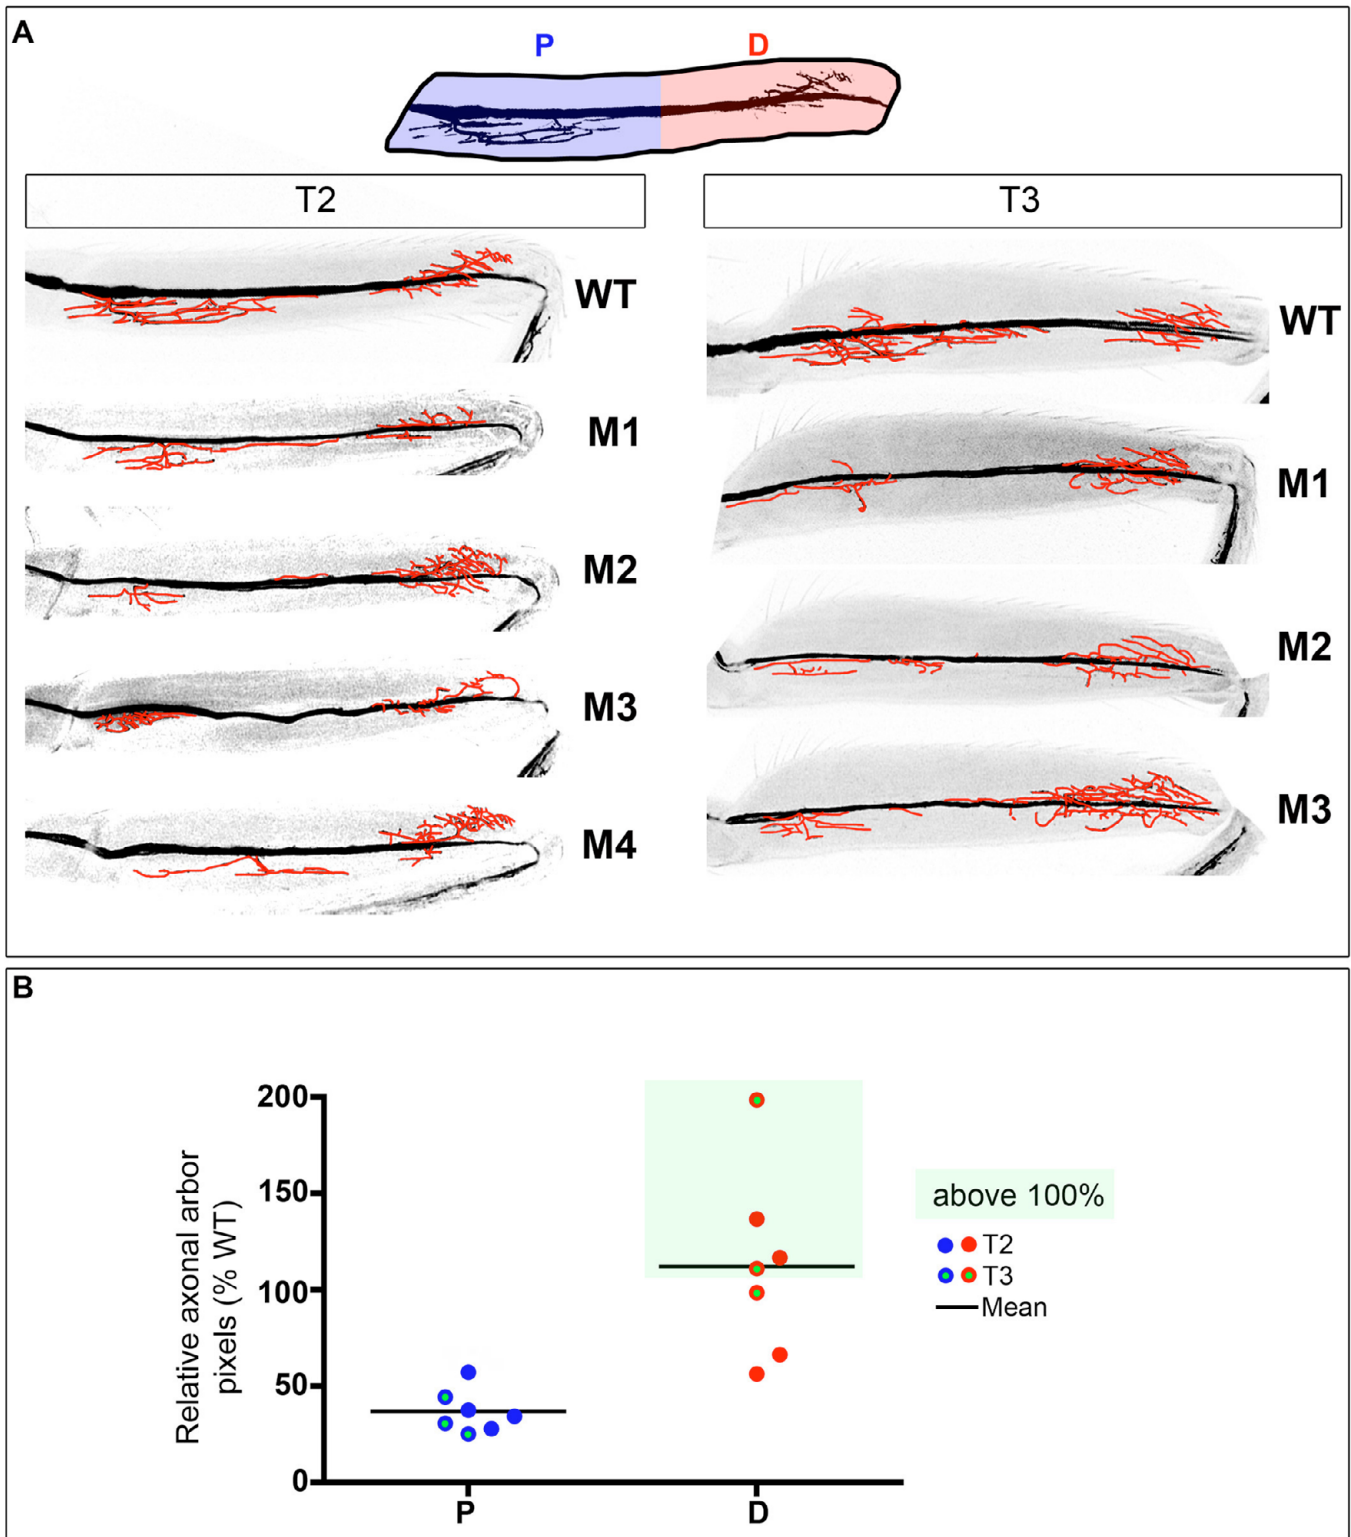 A
P D
T2
WT
M1
M2
M3
M4
T3
WT
M1
M2
M3
B
Relative axonal arbor
pixels (% WT)
200
150
100
50
0
P D
above 100%
T2
T3
Mean